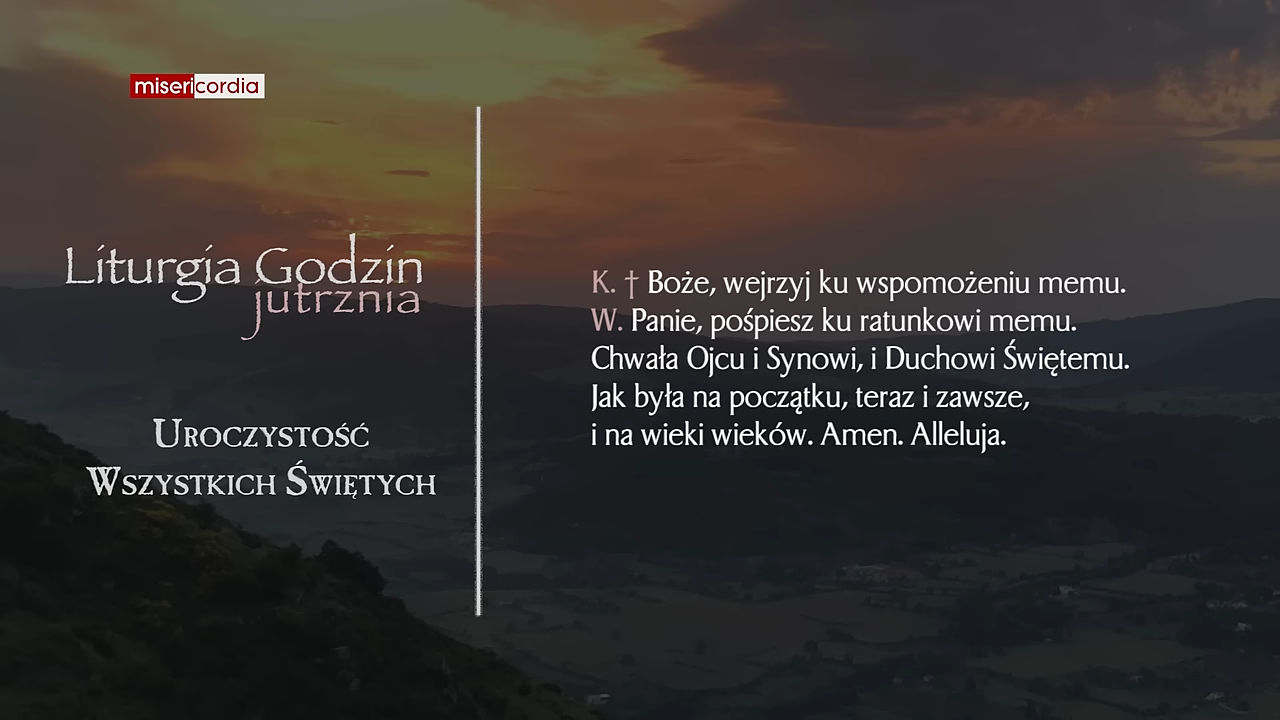 misericordia
Liturgia Godzin
jutrznia
Uroczystość
Wszystkich Świętych
K. † Boże, wejrzyj ku wspomożeniu memu.
W. Panie, pośpiesz ku ratunkowi memu.
Chwała Ojcu i Synowi, i Duchowi Świętemu.
Jak była na początku, teraz i zawsze,
i na wieki wieków. Amen. Alleluja.